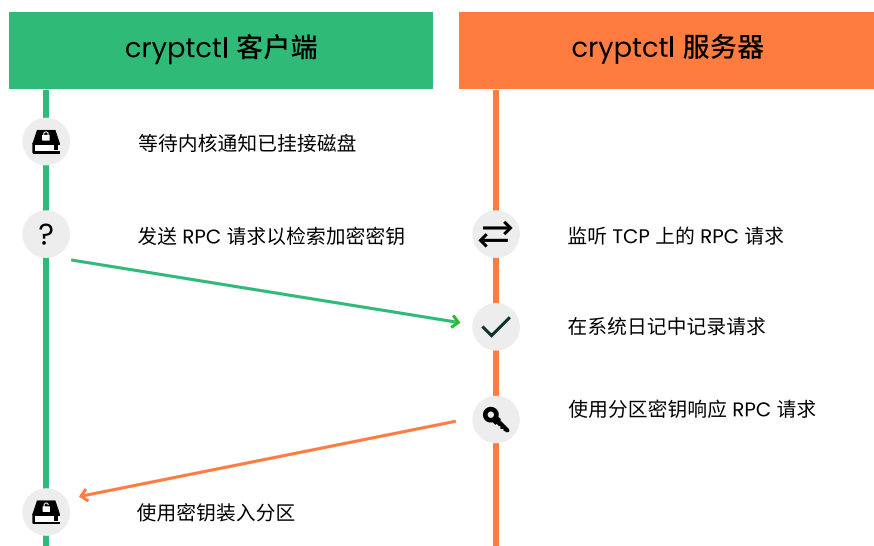 cryptctl 客户端
cryptctl 服务器
等待内核通知已挂接磁盘
?
发送 RPC 请求以检索加密密钥
监听 TCP 上的 RPC 请求
在系统日记中记录请求
使用分区密钥响应 RPC 请求
使用密钥装入分区